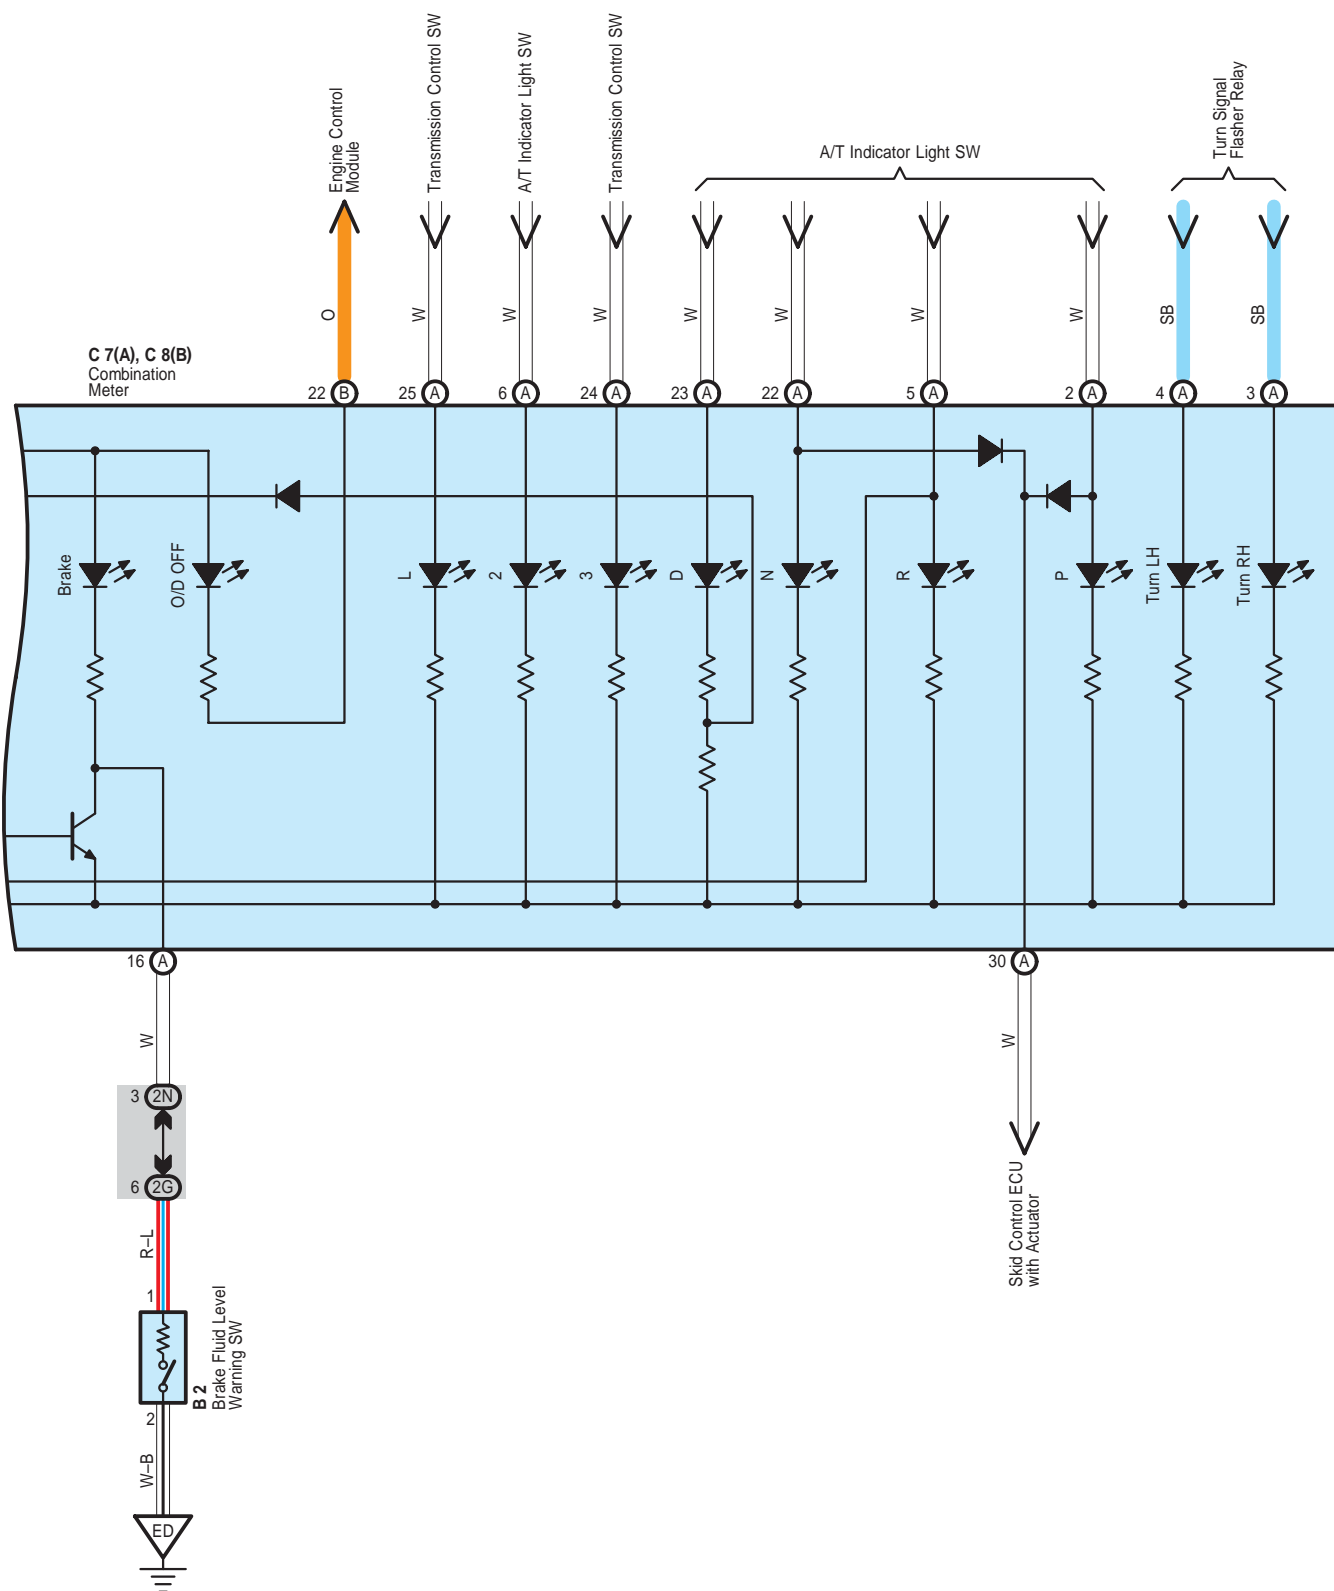 Engine Control
Module
Transmission Control SW
A/T Indicator Light SW
Transmission Control SW
A/T Indicator Light SW
Turn Signal
Flasher Relay
O
W
W
W
W
W
W
W
SB
SB
C 7(A), C 8(B)
Combination
Meter
22 B
25 A
6 A
24 A
23 A
22 A
5 A
2 A
4 A
3 A
Brake
O/D OFF
L
2
3
D
N
R
P
Turn LH
Turn RH
16 A
30 A
W
W
3 2N
6 2G
R–L
1
B 2
Brake Fluid Level
Warning SW
2
W–B
ED
Skid Control ECU
with Actuator